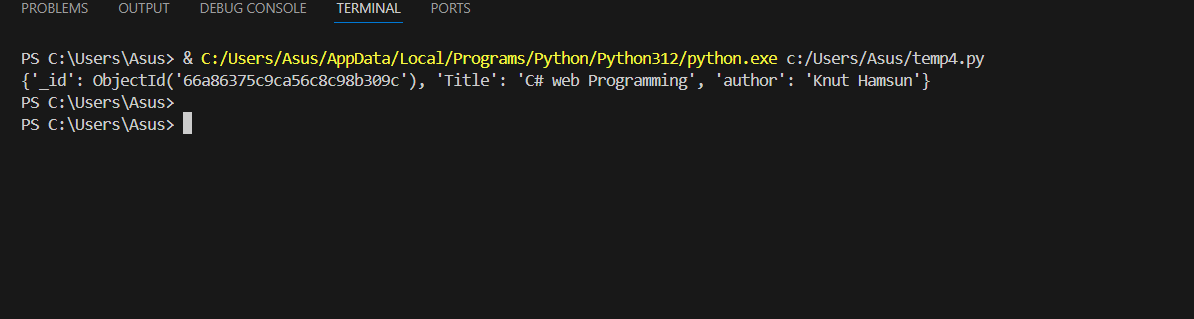 PROBLEMS OUTPUT DEBUG CONSOLE TERMINAL PORTS
PS C:\Users\Asus> & C:/Users/Asus/AppData/Local/Programs/Python/Python312/python.exe c:/Users/Asus/temp4.py
{'_id': ObjectId('66a86375c9ca56c8c98b309c'), 'Title': 'C# web Programming', 'author': 'Knut Hamsun'}
PS C:\Users\Asus>
PS C:\Users\Asus>